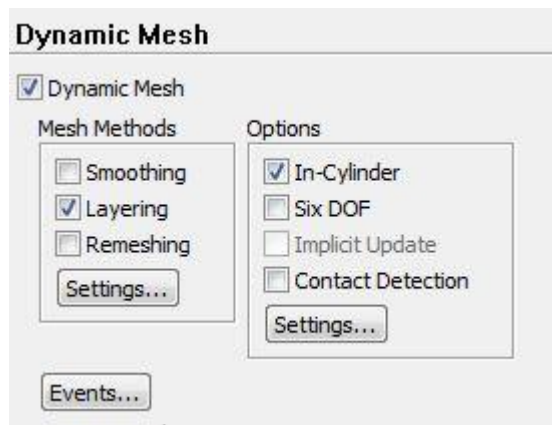 Dynamic Mesh
Dynamic Mesh
Mesh Methods
Options
Smoothing
Layering
Remeshing
Settings...
In-Cylinder
Six DOF
Implicit Update
Contact Detection
Settings...
Events...